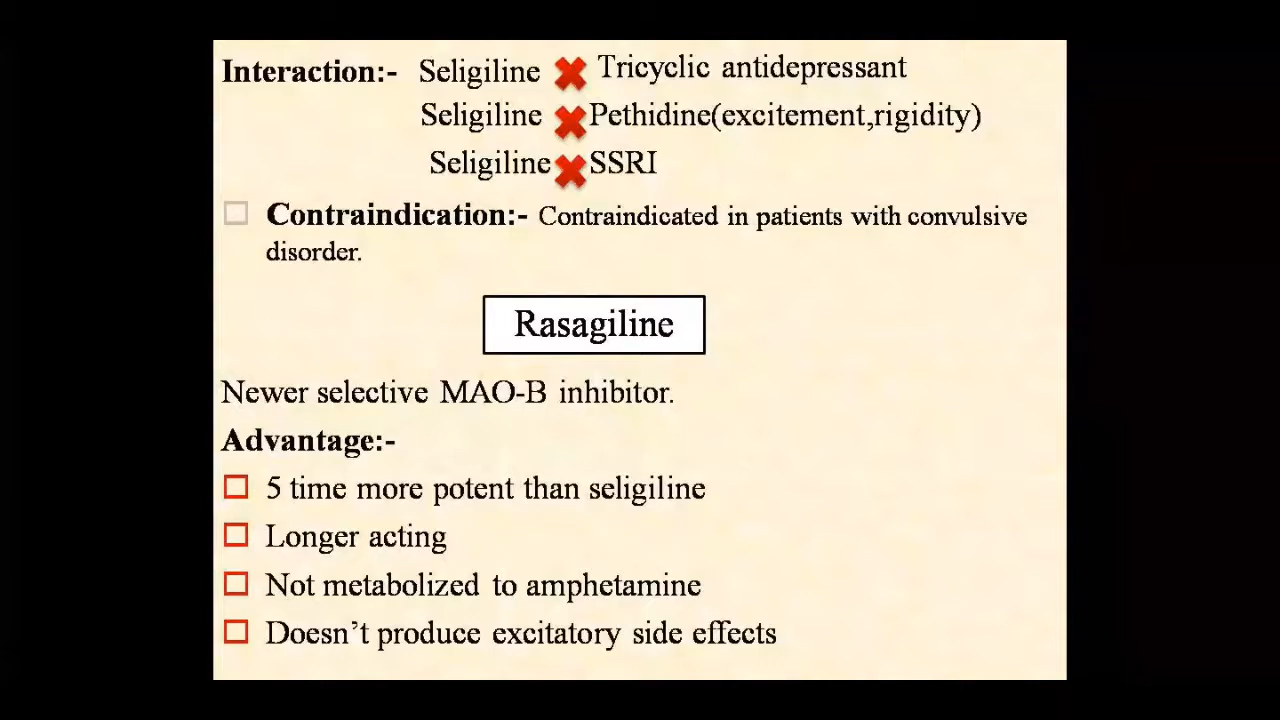 Interaction:- Seligiline ✖ Tricyclic antidepressant
Seligiline ✖ Pethidine(excitement,rigidity)
Seligiline ✖ SSRI
Contraindication:- Contraindicated in patients with convulsive
disorder.
Rasagiline
Newer selective MAO-B inhibitor.
Advantage:-
5 time more potent than seligiline
Longer acting
Not metabolized to amphetamine
Doesn’t produce excitatory side effects